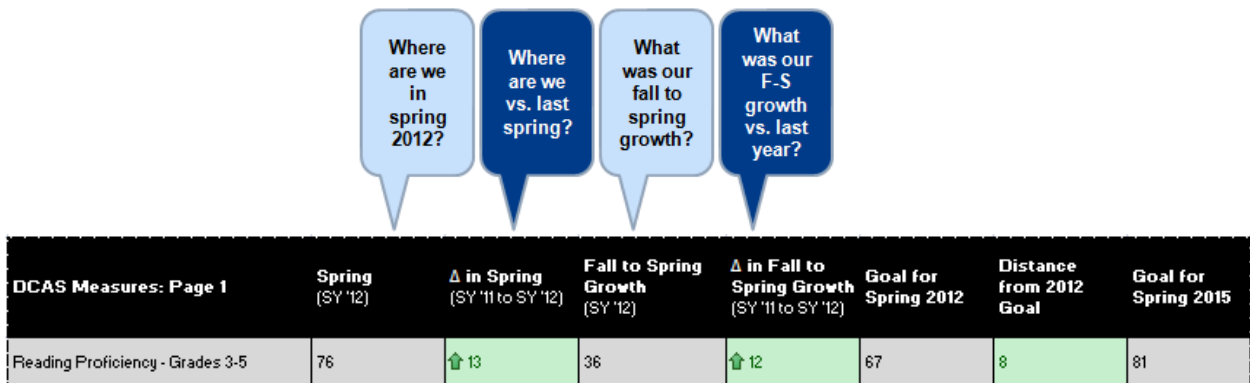 Where
are we
in
spring
2012?
Where
are we
vs. last
spring?
What
was our
fall to
spring
growth?
What
was our
F-S
growth
vs. last
year?
DCAS Measures: Page 1
Spring
(SY '12)
Δ in Spring
(SY '11 to SY '12)
Fall to Spring
Growth
(SY '12)
Δ in Fall to
Spring Growth
(SY '11 to SY '12)
Goal for
Spring 2012
Distance
from 2012
Goal
Goal for
Spring 2015
Reading Proficiency - Grades 3-5 76 13 36 12 67 8 81